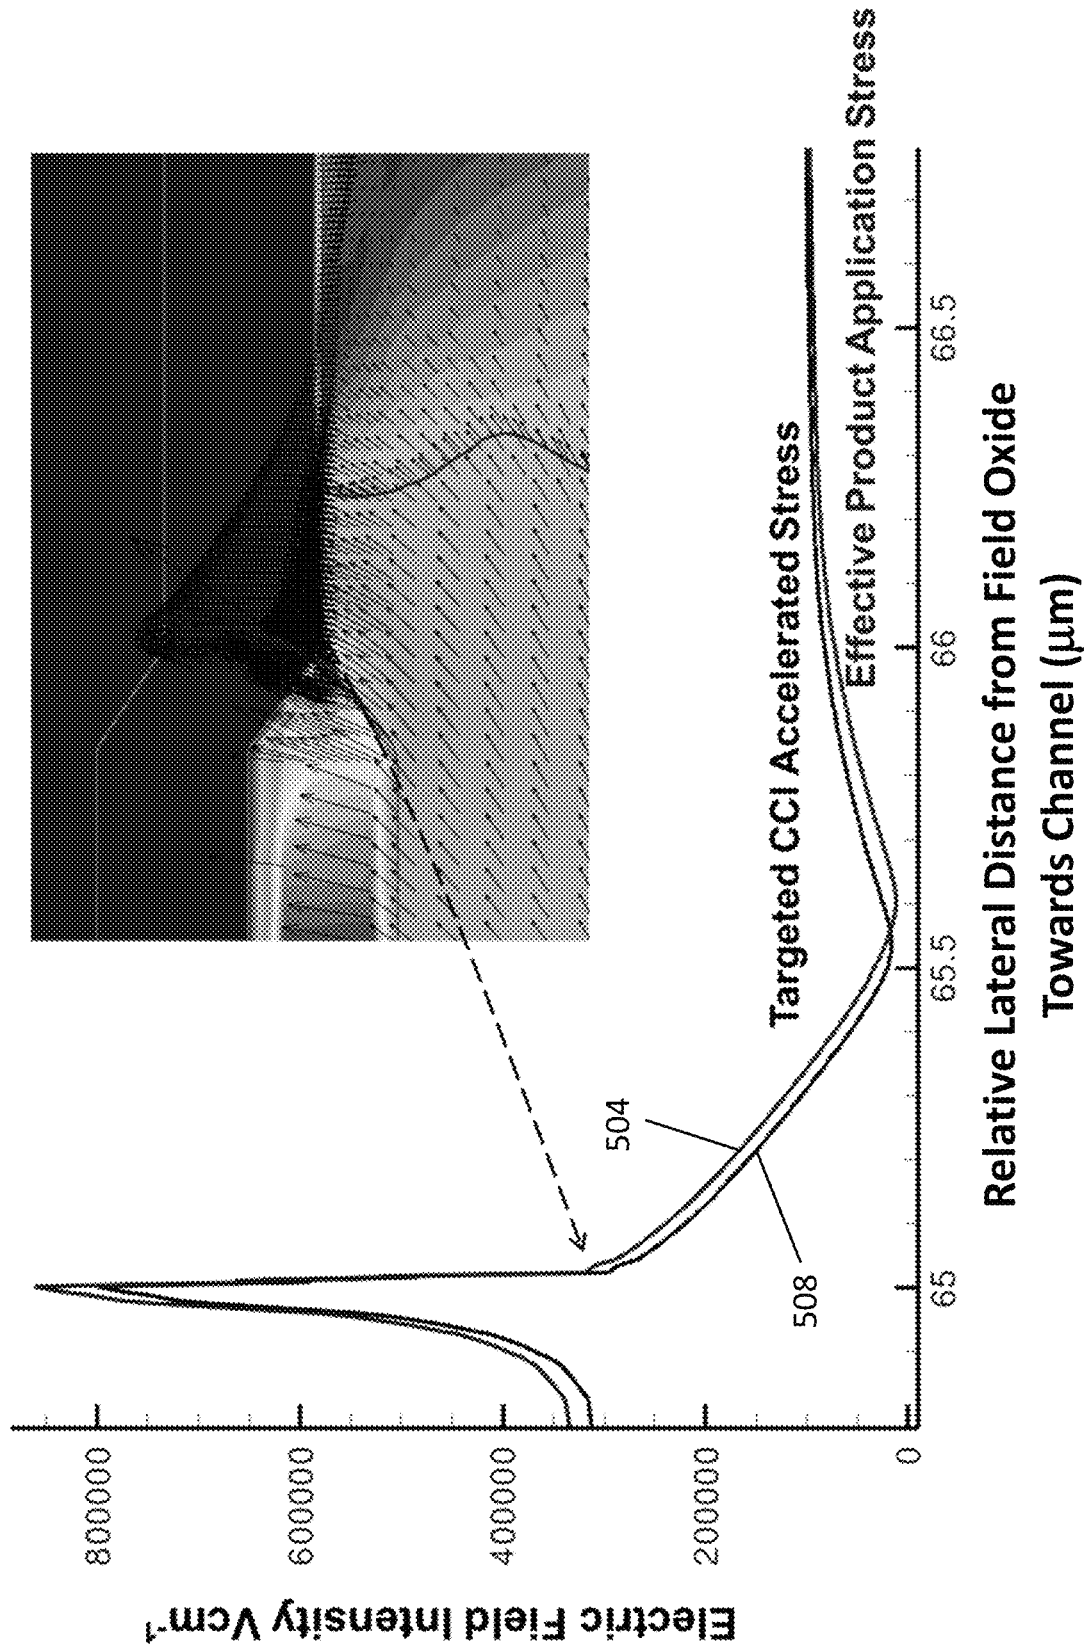 Electric Field Intensity Vcm-1
800000
600000
400000
200000
0
504
508
Targeted CCI Accelerated Stress
Effective Product Application Stress
65
65.5
66
66.5
Relative Lateral Distance from Field Oxide
Towards Channel (μm)